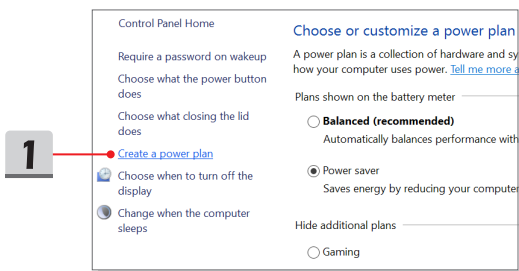 Control Panel Home
Require a password on wakeup
Choose what the power button
does
Choose what closing the lid
does
1
Create a power plan
Choose when to turn off the
display
Change when the computer
sleeps
Choose or customize a power plan
A power plan is a collection of hardware and sy
how your computer uses power. Tell me more a
Plans shown on the battery meter
Balanced (recommended)
Automatically balances performance with
Power saver
Saves energy by reducing your computer
Hide additional plans
Gaming